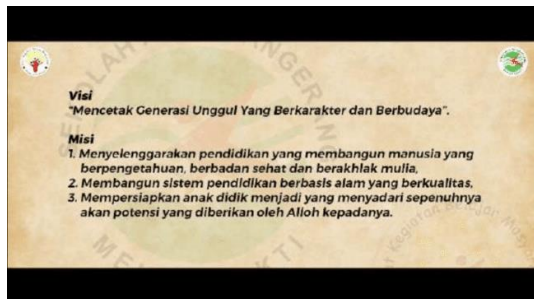 Visi
"Mencetak Generasi Unggul Yang Berkarakter dan Berbudaya".
Misi
1. Menyelenggarakan pendidikan yang membangun manusia yang
berpengetahuan, berbadan sehat dan berakhlak mulia,
2. Membangun sistem pendidikan berbasis alam yang berkualitas,
3. Mempersiapkan anak didik menjadi yang menyadari sepenuhnya
akan potensi yang diberikan oleh Alloh kepadanya.